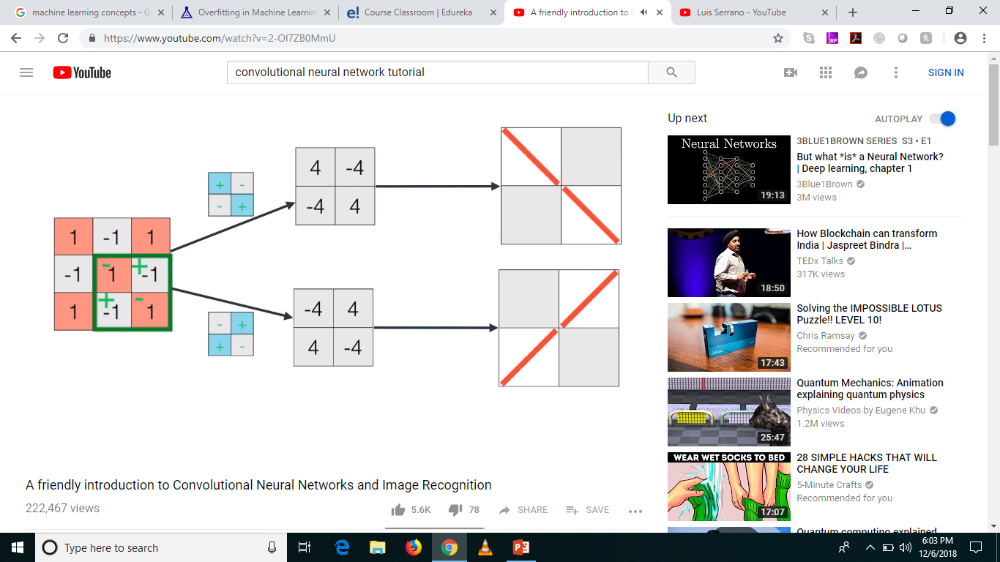 machine learning concepts - G
Overfitting in Machine Learnin
Course Classroom | Edureka
A friendly introduction to C
Luis Serrano - YouTube
https://www.youtube.com/watch?v=2-Ol7ZB0MmU
YouTube
convolutional neural network tutorial
SIGN IN
Up next
AUTOPLAY
1 -1 1
-1 1 -1
1 -1 1
- +
+ -
+ -
- +
4 -4
-4 4
- +
+ -
-4 4
4 -4
Neural Networks
19:13
3BLUE1BROWN SERIES S3 • E1
But what *is* a Neural Network?
| Deep learning, chapter 1
3Blue1Brown
3M views
18:50
How Blockchain can transform
India | Jaspreet Bindra |...
TEDx Talks
317K views
17:43
Solving the IMPOSSIBLE LOTUS
Puzzle!! LEVEL 10!
Chris Ramsay
Recommended for you
25:47
Quantum Mechanics: Animation
explaining quantum physics
Physics Videos by Eugene Khu
1.2M views
WEAR WET SOCKS TO BED
17:07
28 SIMPLE HACKS THAT WILL
CHANGE YOUR LIFE
5-Minute Crafts
Recommended for you
Quantum computing explained
A friendly introduction to Convolutional Neural Networks and Image Recognition
222,467 views
5.6K
78
SHARE
SAVE
Type here to search
6:03 PM
12/6/2018